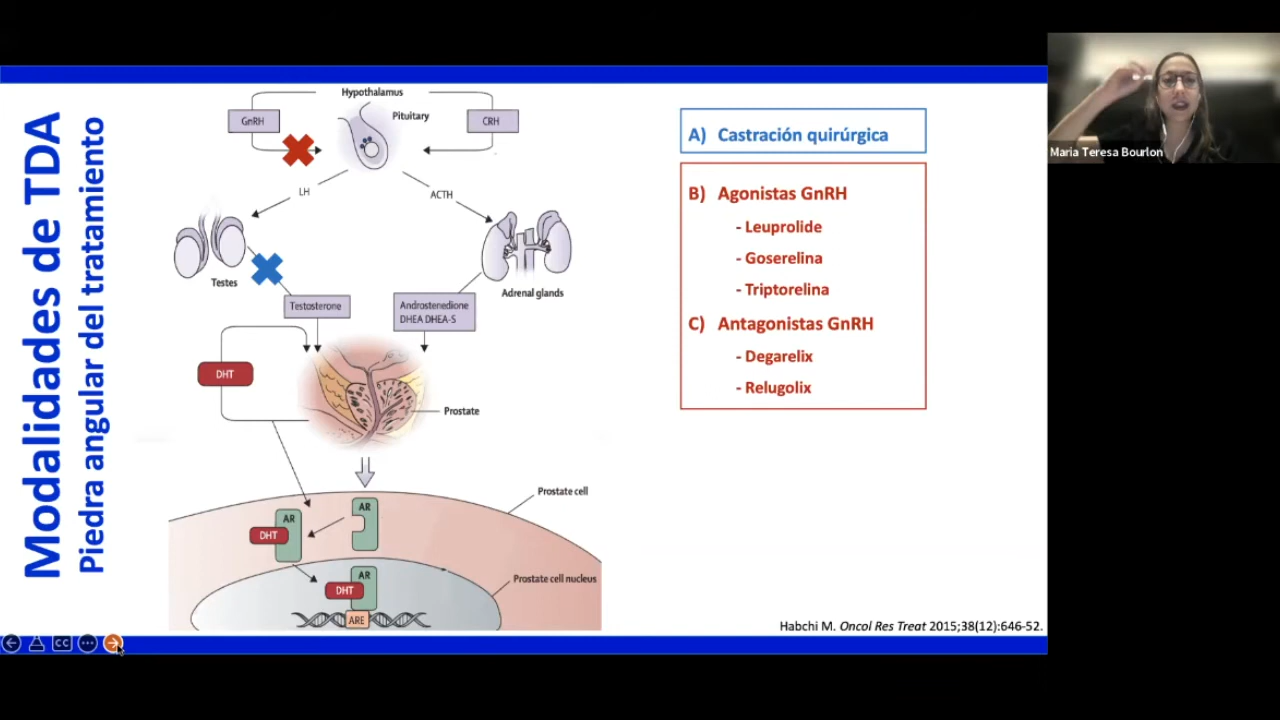 Modalidades de TDA
Piedra angular del tratamiento
Hypothalamus
GnRH
Pituitary
CRH
LH
ACTH
Testes
Adrenal glands
Testosterone
Androstenedione
DHEA DHEA-S
DHT
Prostate
Prostate cell
AR
AR
DHT
Prostate cell nucleus
AR
DHT
ARE
A) Castración quirúrgica
B) Agonistas GnRH
- Leuprolide
- Goserelina
- Triptorelina
C) Antagonistas GnRH
- Degarelix
- Relugolix
Habchi M. Oncol Res Treat 2015;38(12):646-52.
CC
Maria Teresa Bourlon